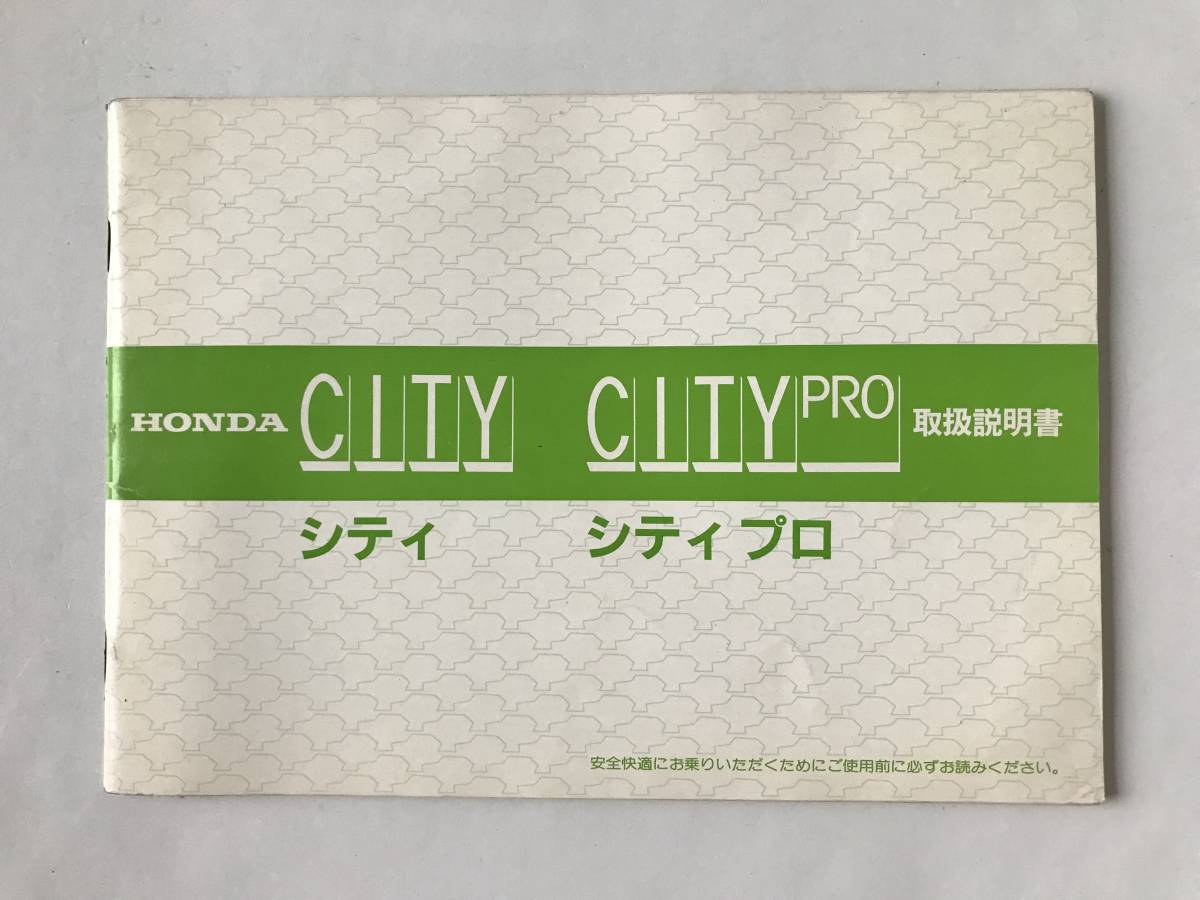 HONDA CITY CITY PRO 取扱説明書
シティ シティプロ
安全快適にお乗りいただくためにご使用前に必ずお読みください。